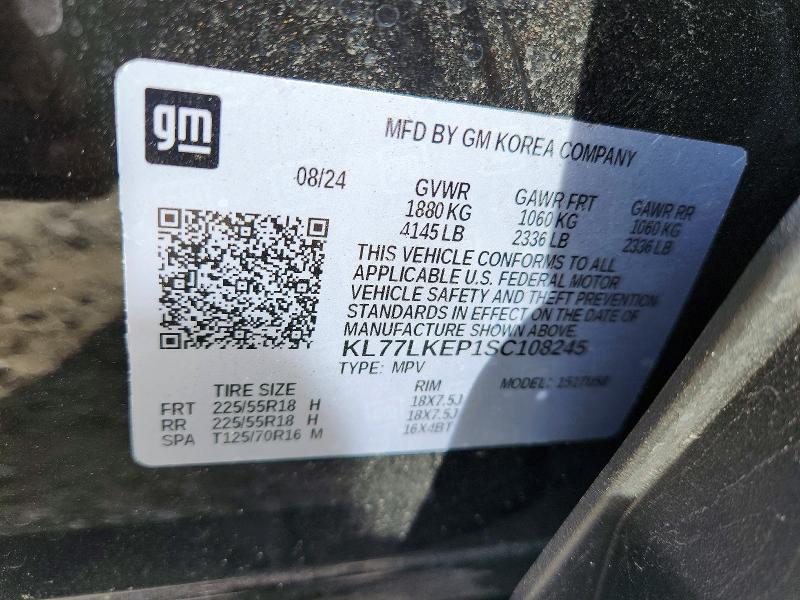 gm
MFD BY GM KOREA COMPANY
08/24 GVWR GAWR FRT GAWR RR
1880 KG 1060 KG 1060 KG
4145 LB 2336 LB 2336 LB
THIS VEHICLE CONFORMS TO ALL
APPLICABLE U.S. FEDERAL MOTOR
VEHICLE SAFETY AND THEFT PREVENTION
STANDARDS IN EFFECT ON THE DATE OF
MANUFACTURE SHOWN ABOVE.
KL77LKEP1SC108245
TYPE: MPV MODEL:
TIRE SIZE RIM
FRT 225/55R18 H 18X7.5J
RR 225/55R18 H 18X7.5J
SPA T125/70R16 M 16X4BT